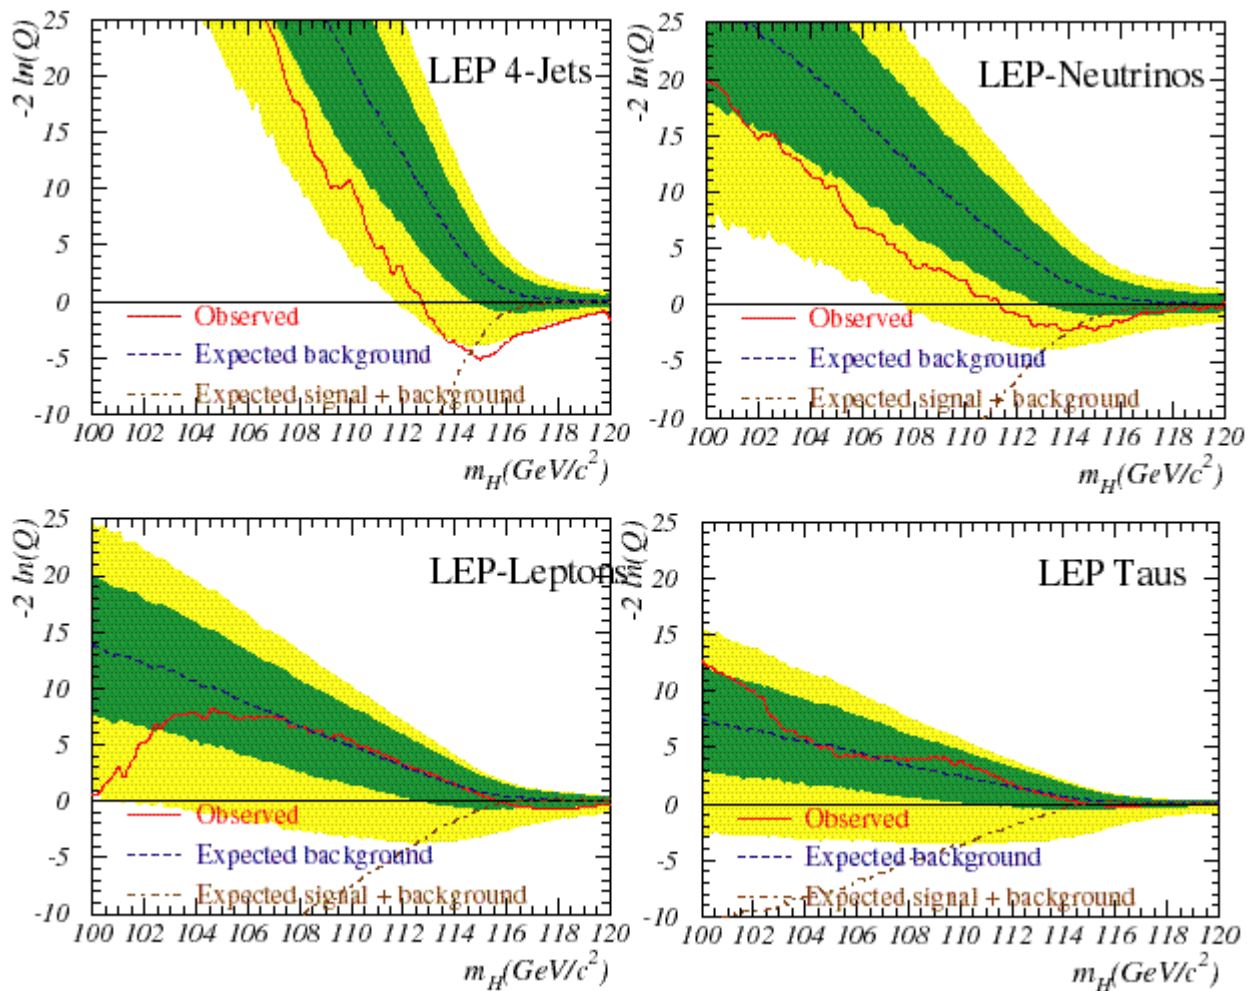 -2 ln(Q)
25
20
15
10
5
0
-5
-10
LEP 4-Jets
Observed
Expected background
Expected signal + background
100 102 104 106 108 110 112 114 116 118 120
m_H(GeV/c²)
-2 ln(Q)
25
20
15
10
5
0
-5
-10
LEP-Neutrinos
Observed
Expected background
Expected signal + background
100 102 104 106 108 110 112 114 116 118 120
m_H(GeV/c²)
-2 ln(Q)
25
20
15
10
5
0
-5
-10
LEP-Leptons
Observed
Expected background
Expected signal + background
100 102 104 106 108 110 112 114 116 118 120
m_H(GeV/c²)
-2 ln(Q)
25
20
15
10
5
0
-5
-10
LEP Taus
Observed
Expected background
Expected signal + background
100 102 104 106 108 110 112 114 116 118 120
m_H(GeV/c²)